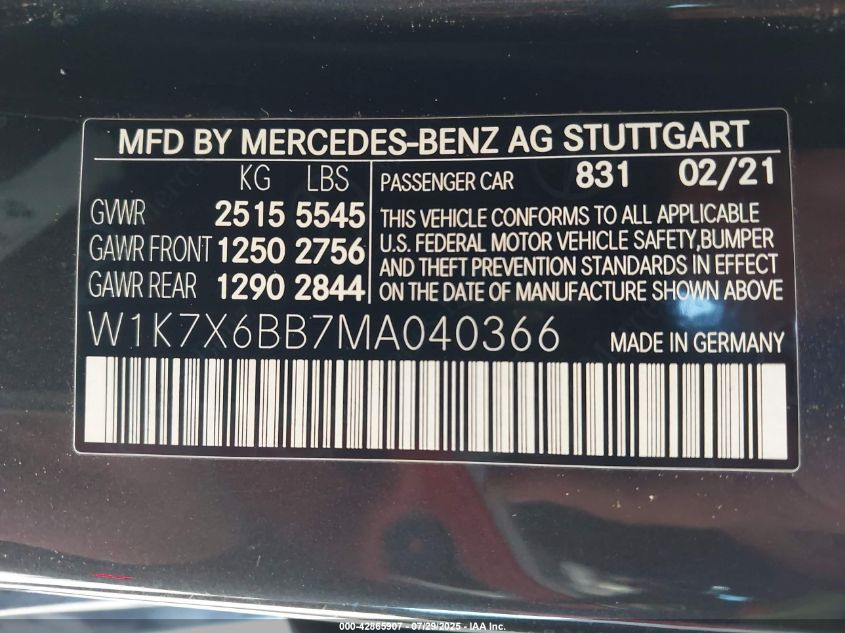 MFD BY MERCEDES-BENZ AG STUTTGART
KG LBS
GVWR 2515 5545
GAWR FRONT 1250 2756
GAWR REAR 1290 2844
PASSENGER CAR 831 02/21
THIS VEHICLE CONFORMS TO ALL APPLICABLE
U.S. FEDERAL MOTOR VEHICLE SAFETY,BUMPER
AND THEFT PREVENTION STANDARDS IN EFFECT
ON THE DATE OF MANUFACTURE SHOWN ABOVE
W1K7X6BB7MA040366 MADE IN GERMANY
000-42865907 - 07/29/2025 - IAA Inc.